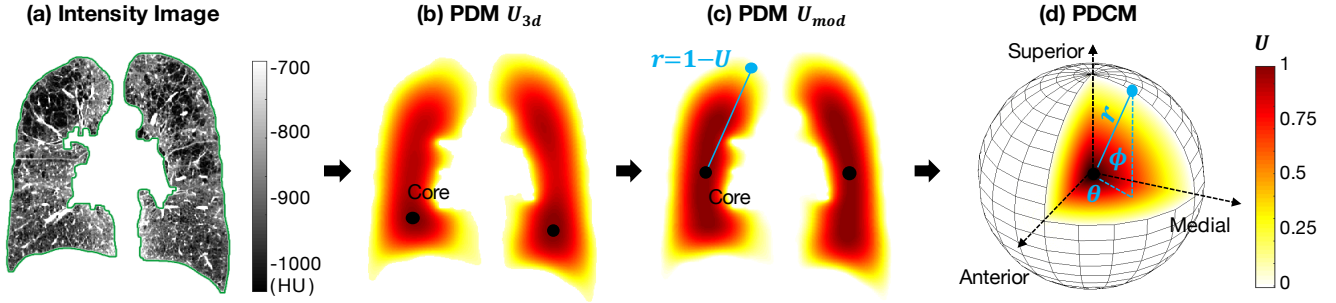 (a) Intensity Image
-700
-800
-900
-1000
(HU)
(b) PDM U3d
Core
(c) PDM Umod
r=1−U
Core
(d) PDCM
Superior
r
ϕ
θ
Medial
Anterior
U
1
0.75
0.5
0.25
0